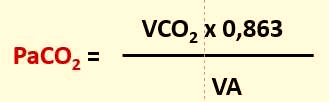 VCO₂ x 0,863
PaCO₂ =
VA